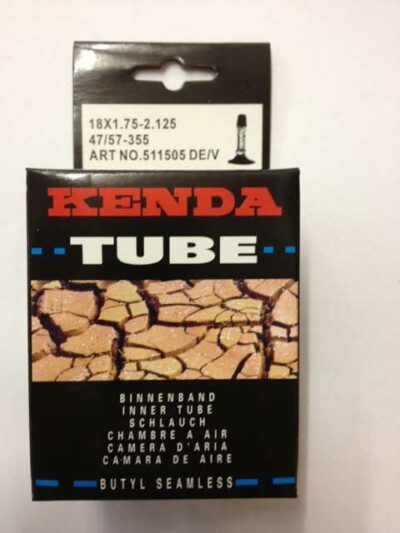 18X1.75-2.125
47/57-355
ART NO.511505 DE/V
KENDA
TUBE
BINNENBAND
INNER TUBE
SCHLAUCH
CHAMBRE A AIR
CAMERA D'ARIA
CAMARA DE AIRE
BUTYL SEAMLESS